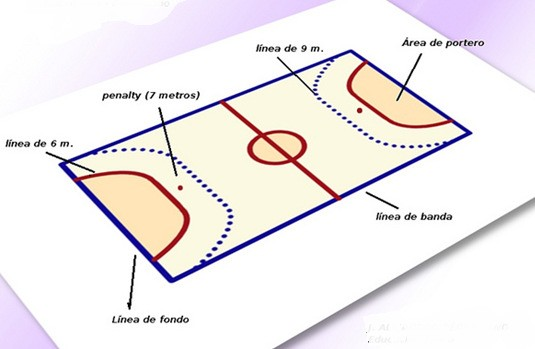 línea de 9 m.
Área de portero
penalty (7 metros)
línea de 6 m.
línea de banda
Línea de fondo